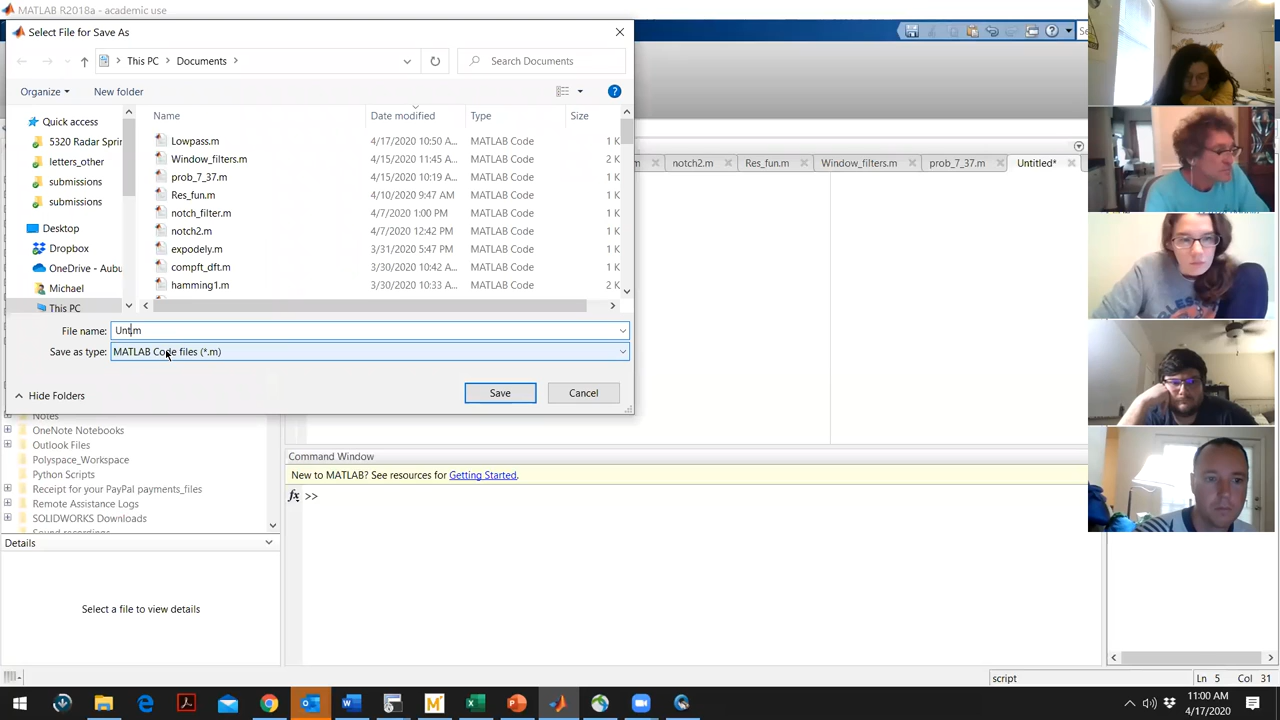 MATLAB R2018a - academic use
Select File for Save As
This PC
Documents
Search Documents
Organize
New folder
Name
Date modified
Type
Size
Quick access
5320 Radar Sprir
letters_other
submissions
submissions
Desktop
Dropbox
OneDrive - Aubu
Michael
This PC
Lowpass.m 4/17/2020 10:50 A... MATLAB Code 1 K
Window_filters.m 4/15/2020 11:45 A... MATLAB Code 2 K
prob_7_37.m 4/15/2020 10:19 A... MATLAB Code 1 K
Res_fun.m 4/10/2020 9:47 AM MATLAB Code 1 K
notch_filter.m 4/7/2020 1:00 PM MATLAB Code 1 K
notch2.m 4/7/2020 12:42 PM MATLAB Code 1 K
expodely.m 3/31/2020 5:47 PM MATLAB Code 1 K
compft_dft.m 3/30/2020 10:42 A... MATLAB Code 1 K
hamming1.m 3/30/2020 10:33 A... MATLAB Code 2 K
File name: Unt.m
Save as type: MATLAB Code files (*.m)
Hide Folders
Save
Cancel
Se
m
notch2.m
Res_fun.m
Window_filters.m
prob_7_37.m
Untitled*
Notes
OneNote Notebooks
Outlook Files
Polyspace_Workspace
Python Scripts
Receipt for your PayPal payments_files
Remote Assistance Logs
SOLIDWORKS Downloads
Sound recordings
Details
Select a file to view details
Command Window
New to MATLAB? See resources for Getting Started.
fx >>
script
Ln 5 Col 31
11:00 AM
4/17/2020